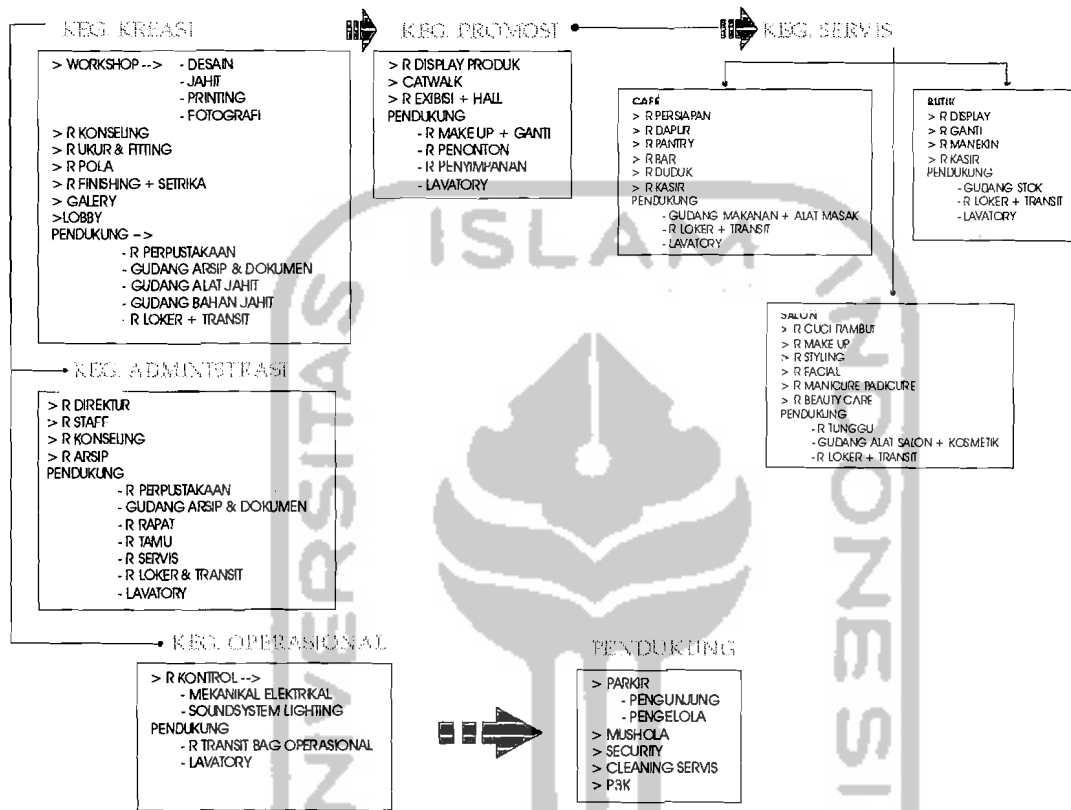 KEG. KREASI
> WORKSHOP --> - DESAIN
- JAHIT
- PRINTING
- FOTOGRAFI
> R KONSELING
> R UKUR & FITTING
> R POLA
> R FINISHING + SETRIKA
> GALERY
>LOBBY
PENDUKUNG -->
- R PERPUSTAKAAN
- GUDANG ARSIP & DOKUMEN
- GUDANG ALAT JAHIT
- GUDANG BAHAN JAHIT
- R LOKER + TRANSIT
KEG. PROMOSI
> R DISPLAY PRODUK
> CATWALK
> R EXIBISI + HALL
PENDUKUNG
- R MAKE UP + GANTI
- R PENONTON
- R PENYIMPANAN
- LAVATORY
KEG. SERVIS
CAFÉ
> R PERSIAPAN
> R DAPUR
> R PANTRY
> R BAR
> R DUDUK
> R KASIR
PENDUKUNG
- GUDANG MAKANAN + ALAT MASAK
- R LOKER + TRANSIT
- LAVATORY
BUTIK
> R DISPLAY
> R GANTI
> R MANEKIN
> R KASIR
PENDUKUNG
- GUDANG STOK
- R LOKER + TRANSIT
- LAVATORY
SALON
> R CUCI RAMBUT
> R MAKE UP
> R STYLING
> R FACIAL
> R MANICURE PADICURE
> R BEAUTY CARE
PENDUKUNG
- R TUNGGU
- GUDANG ALAT SALON + KOSMETIK
- R LOKER + TRANSIT
KEG. ADMINISTRASI
> R DIREKTUR
> R STAFF
> R KONSELING
> R ARSIP
PENDUKUNG
- R PERPUSTAKAAN
- GUDANG ARSIP & DOKUMEN
- R RAPAT
- R TAMU
- R SERVIS
- R LOKER & TRANSIT
- LAVATORY
KEG. OPERASIONAL
> R KONTROL -->
- MEKANIKAL ELEKTRIKAL
- SOUNDSYSTEM LIGHTING
PENDUKUNG
- R TRANSIT BAG OPERASIONAL
- LAVATORY
PENDUKUNG
> PARKIR
- PENGUNJUNG
- PENGELOLA
> MUSHOLA
> SECURITY
> CLEANING SERVIS
> P3K
ISLAM
UNIVERSITAS
INDONESI